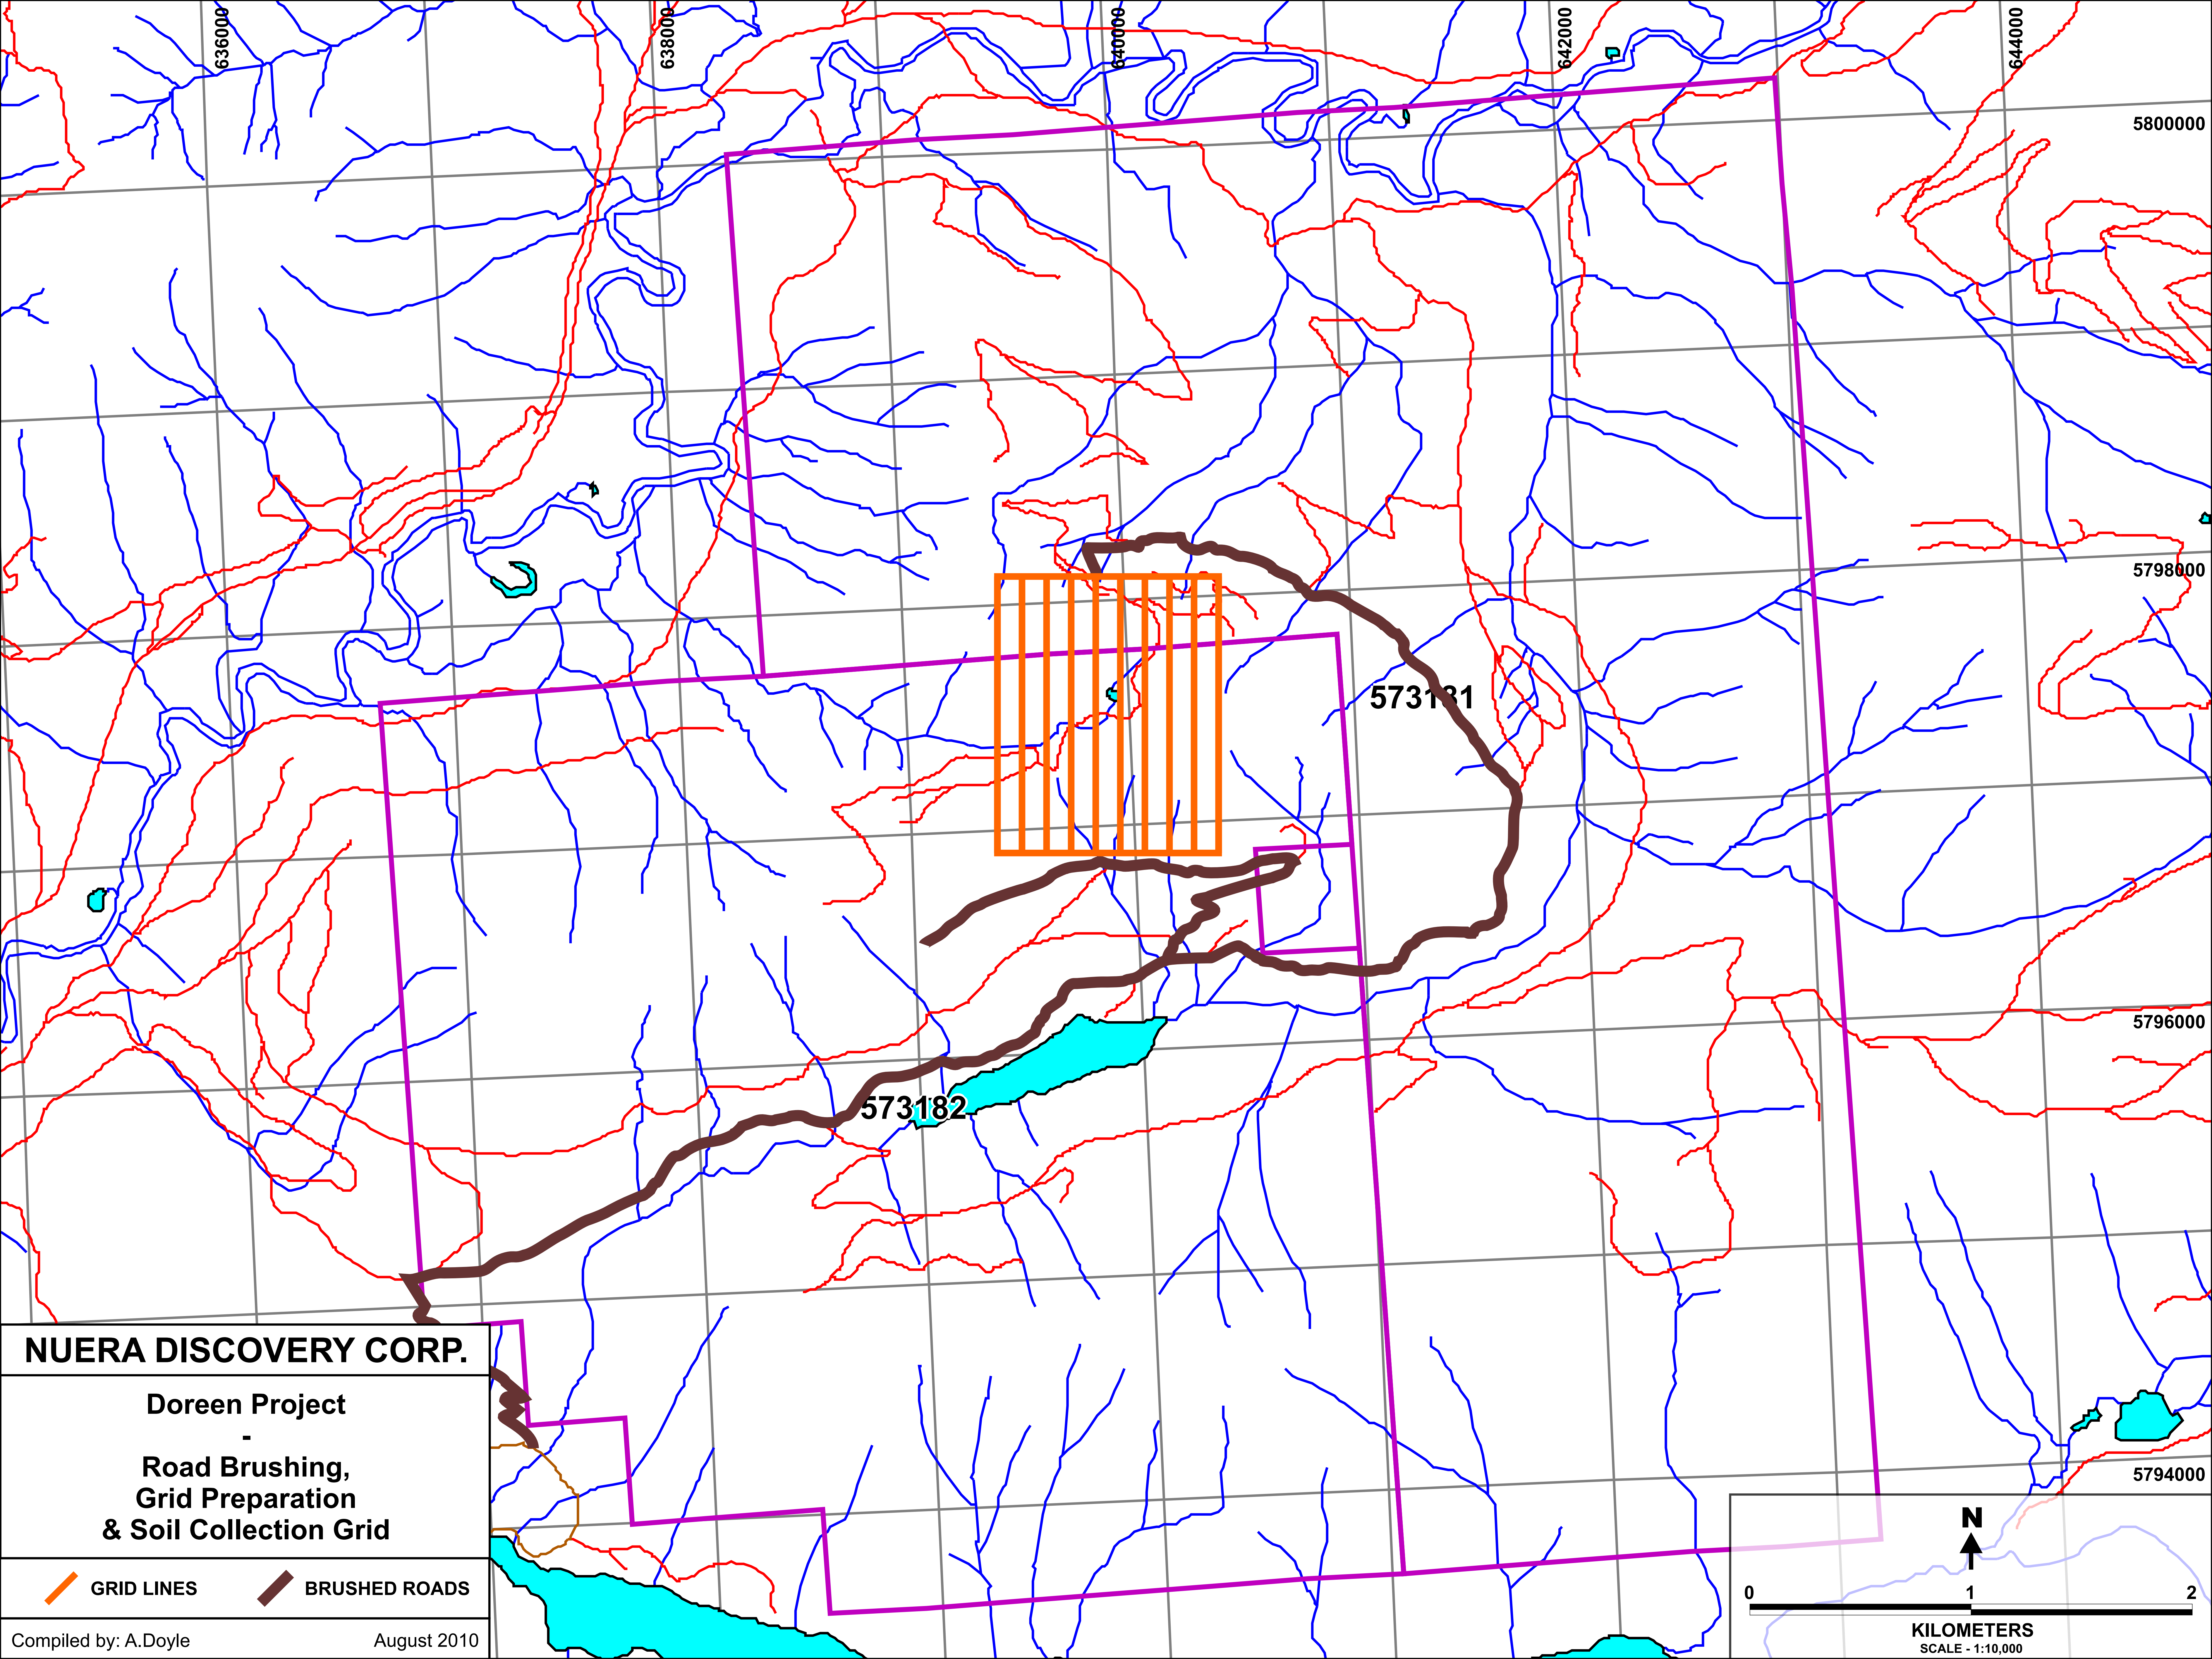 636000
638000
640000
642000
644000
5800000
5798000
573181
5796000
573182
5794000
NUERA DISCOVERY CORP.
Doreen Project
-
Road Brushing,
Grid Preparation
& Soil Collection Grid
GRID LINES
BRUSHED ROADS
Compiled by: A.Doyle
August 2010
N
0 1 2
KILOMETERS
SCALE - 1:10,000